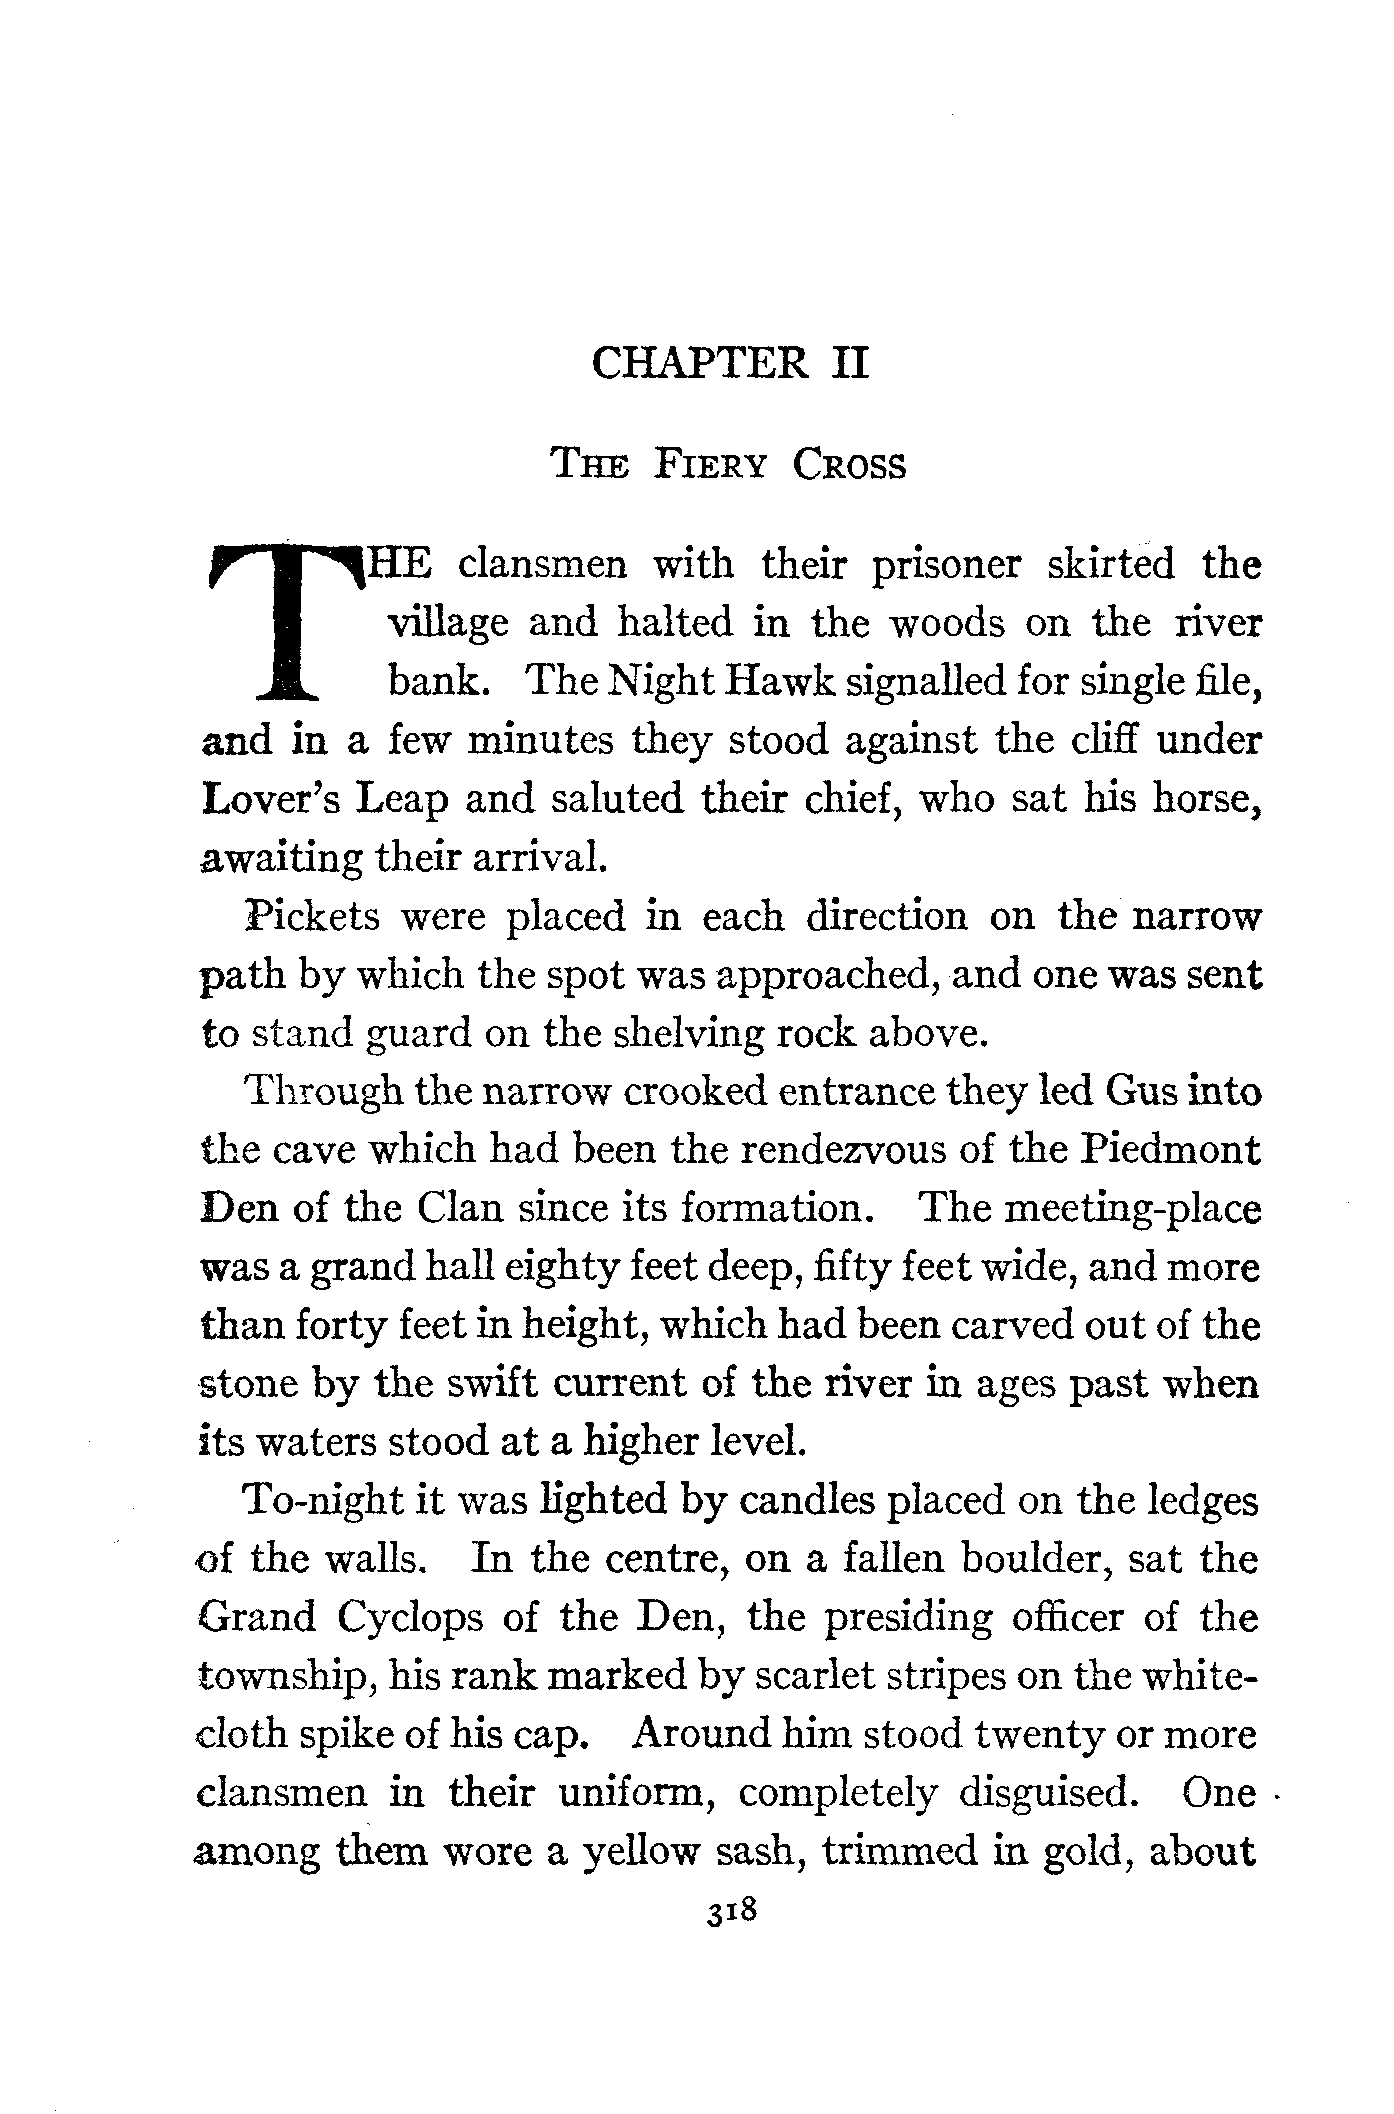 CHAPTER II
THE FIERY CROSS
THE clansmen with their prisoner skirted the
village and halted in the woods on the river
bank. The Night Hawk signalled for single file,
and in a few minutes they stood against the cliff under
Lover's Leap and saluted their chief, who sat his horse,
awaiting their arrival.
Pickets were placed in each direction on the narrow
path by which the spot was approached, and one was sent
to stand guard on the shelving rock above.
Through the narrow crooked entrance they led Gus into
the cave which had been the rendezvous of the Piedmont
Den of the Clan since its formation. The meeting-place
was a grand hall eighty feet deep, fifty feet wide, and more
than forty feet in height, which had been carved out of the
stone by the swift current of the river in ages past when
its waters stood at a higher level.
To-night it was lighted by candles placed on the ledges
of the walls. In the centre, on a fallen boulder, sat the
Grand Cyclops of the Den, the presiding officer of the
township, his rank marked by scarlet stripes on the white-
cloth spike of his cap. Around him stood twenty or more
clansmen in their uniform, completely disguised. One
among them wore a yellow sash, trimmed in gold, about
318